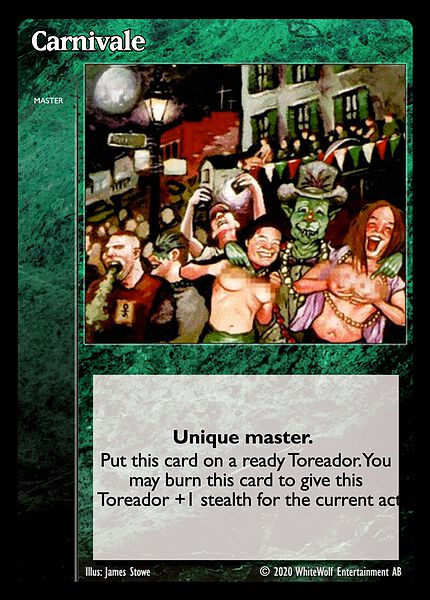 Carnivale
MASTER
Unique master.
Put this card on a ready Toreador. You
may burn this card to give this
Toreador +1 stealth for the current act
Illus: James Stowe
© 2020 WhiteWolf Entertainment AB